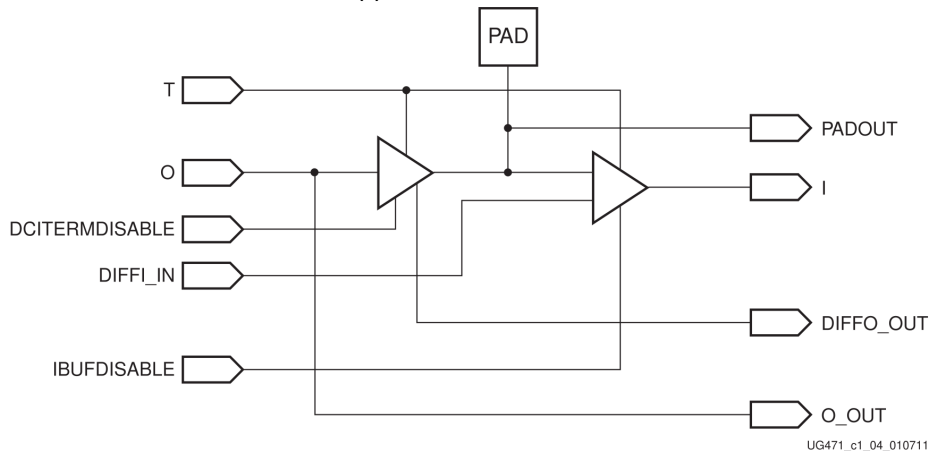 PAD
T
PADOUT
O
I
DCITERMDISABLE
DIFFI_IN
DIFFO_OUT
IBUFDISABLE
O_OUT
UG471_c1_04_010711